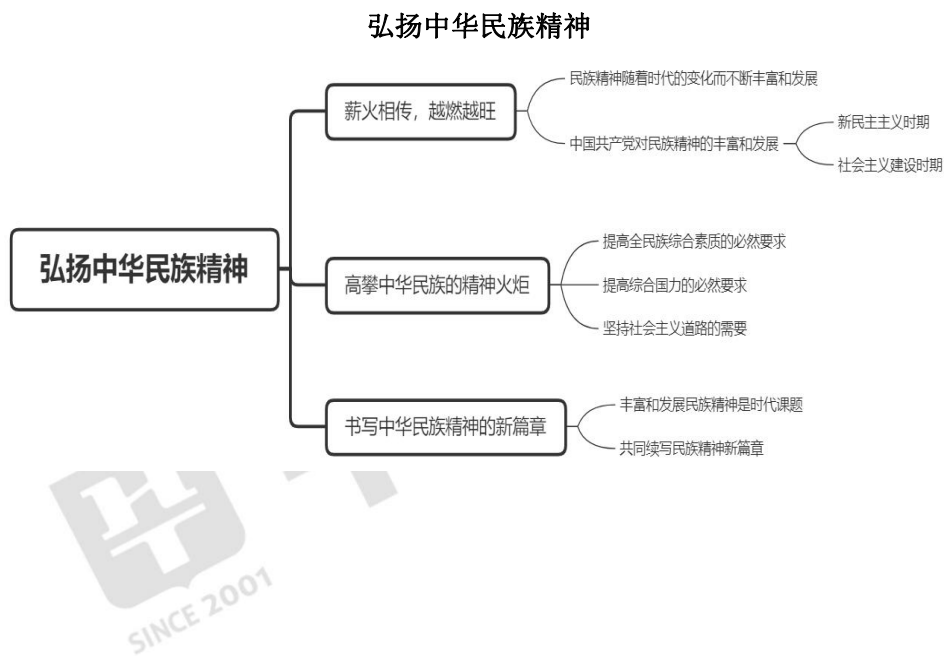 弘扬中华民族精神
弘扬中华民族精神
薪火相传，越燃越旺
民族精神随着时代的变化而不断丰富和发展
中国共产党对民族精神的丰富和发展
新民主主义时期
社会主义建设时期
高攀中华民族的精神火炬
提高全民族综合素质的必然要求
提高综合国力的必然要求
坚持社会主义道路的需要
书写中华民族精神的新篇章
丰富和发展民族精神是时代课题
共同续写民族精神新篇章
SINCE 2001